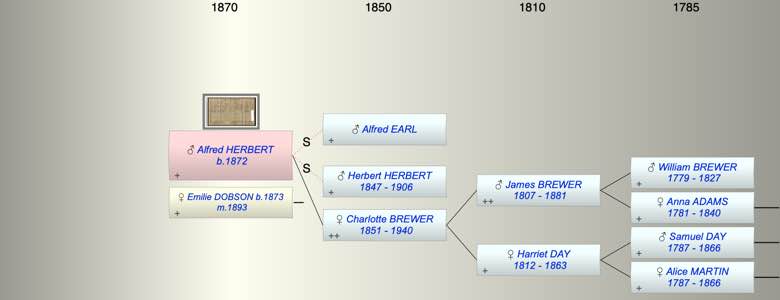 1870
1850
1810
1785
♂ Alfred HERBERT
b.1872
+
♀ Emilie DOBSON b.1873
m.1893
+
S
S
♂ Alfred EARL
+
♂ Herbert HERBERT
1847 - 1906
+
♀ Charlotte BREWER
1851 - 1940
++
♂ James BREWER
1807 - 1881
++
♀ Harriet DAY
1812 - 1863
+
♂ William BREWER
1779 - 1827
+
♀ Anna ADAMS
1781 - 1840
+
♂ Samuel DAY
1787 - 1866
+
♀ Alice MARTIN
1787 - 1866
+